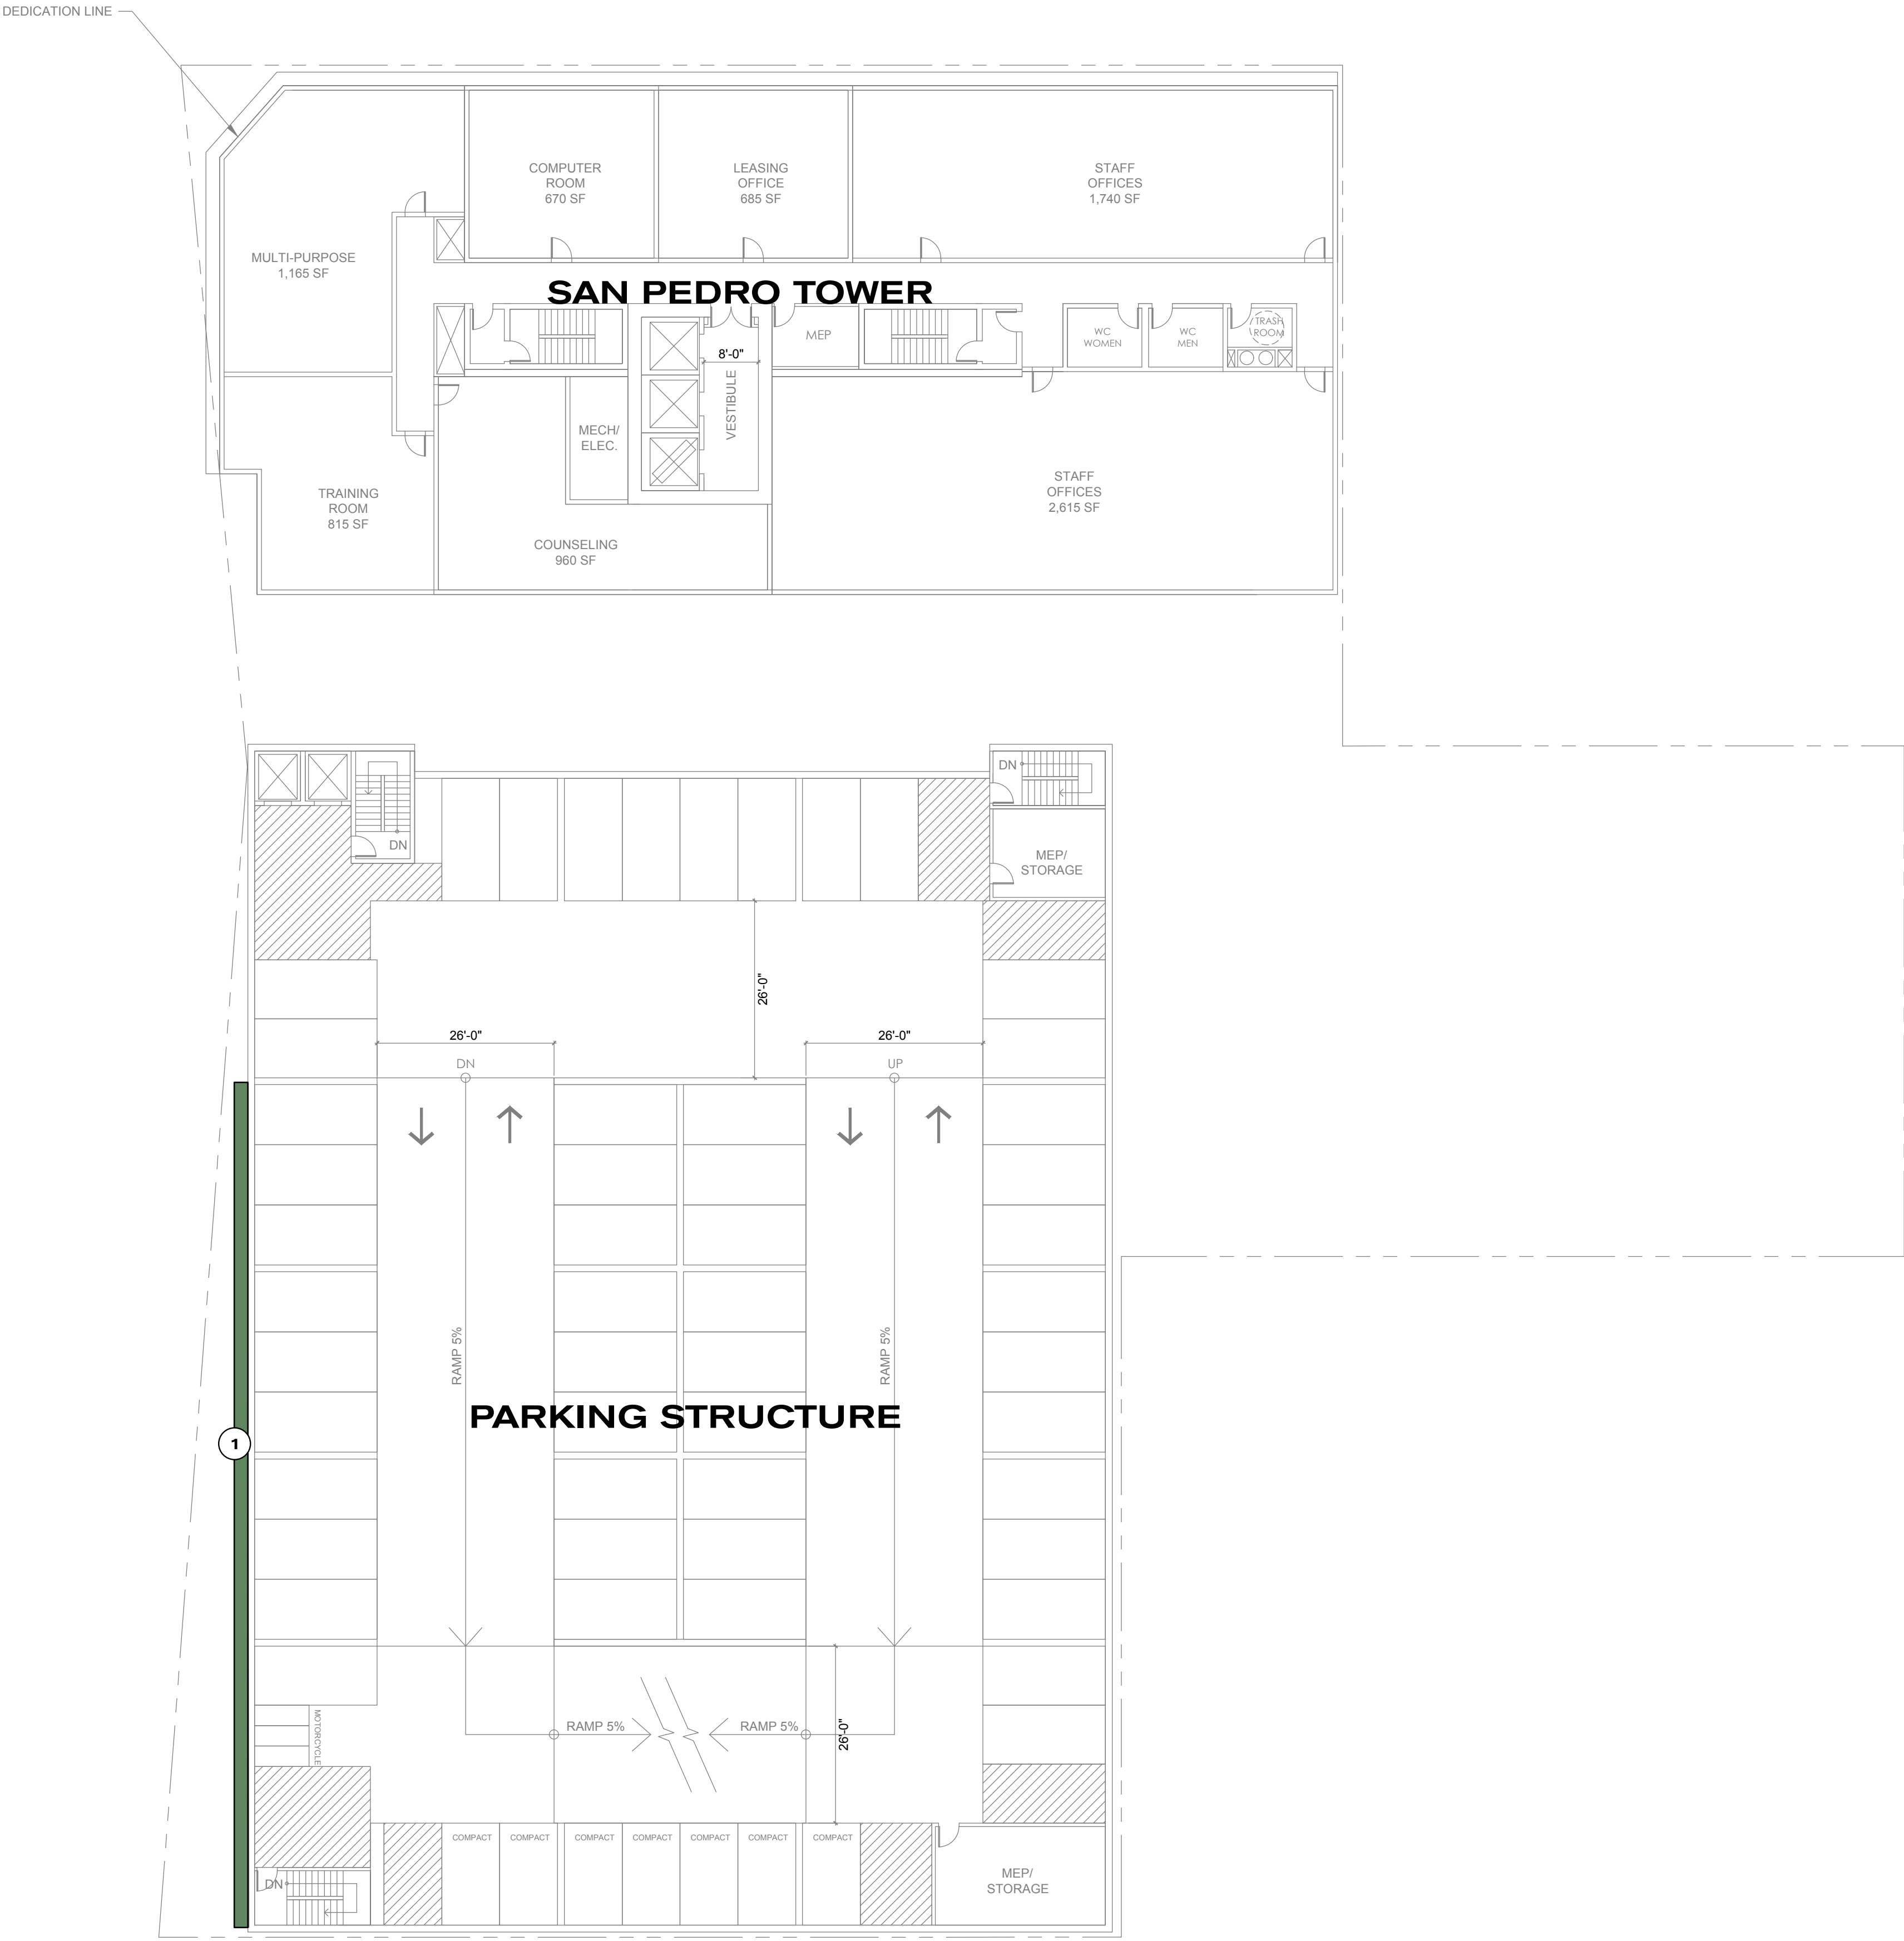 DEDICATION LINE
COMPUTER
ROOM
670 SF
LEASING
OFFICE
685 SF
STAFF
OFFICES
1,740 SF
MULTI-PURPOSE
1,165 SF
SAN PEDRO TOWER
MEP
WC
WOMEN
WC
MEN
TRASH
ROOM
8'-0"
VESTIBULE
MECH/
ELEC.
TRAINING
ROOM
815 SF
COUNSELING
960 SF
STAFF
OFFICES
2,615 SF
DN
DN
MEP/
STORAGE
26'-0"
26'-0"
26'-0"
DN
UP
RAMP 5%
RAMP 5%
PARKING STRUCTURE
1
MOTORCYCLE
RAMP 5%
RAMP 5%
26'-0"
COMPACT
COMPACT
COMPACT
COMPACT
COMPACT
COMPACT
COMPACT
DN
MEP/
STORAGE